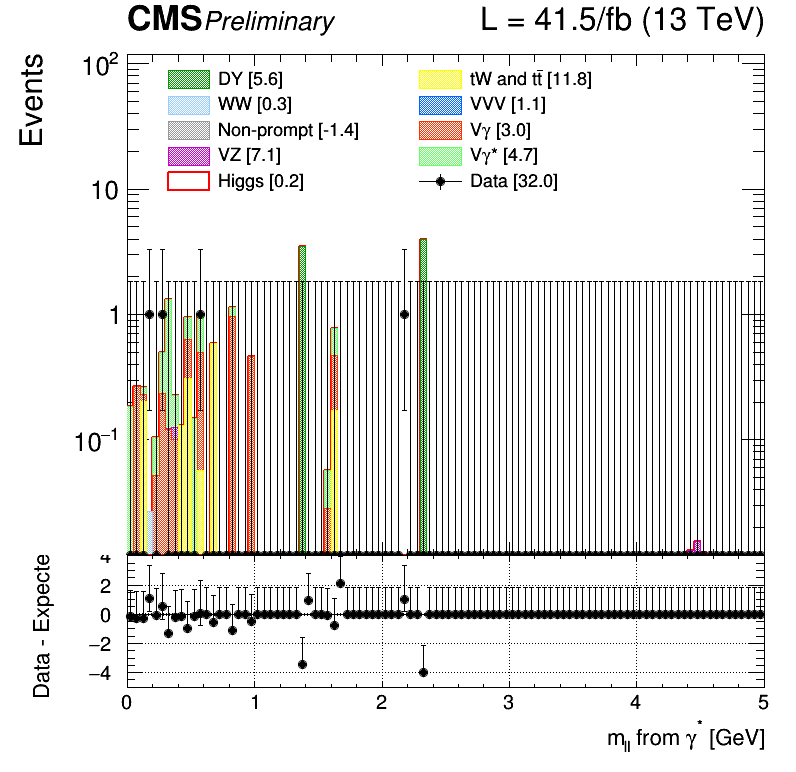 CMS Preliminary L = 41.5/fb (13 TeV)
Events
10²
10
1
10⁻¹
DY [5.6]
WW [0.3]
Non-prompt [-1.4]
VZ [7.1]
Higgs [0.2]
tW and tt̄ [11.8]
VVV [1.1]
Vγ [3.0]
Vγ* [4.7]
Data [32.0]
Data - Expecte
4
2
0
−2
−4
0 1 2 3 4 5
m_ll from γ* [GeV]